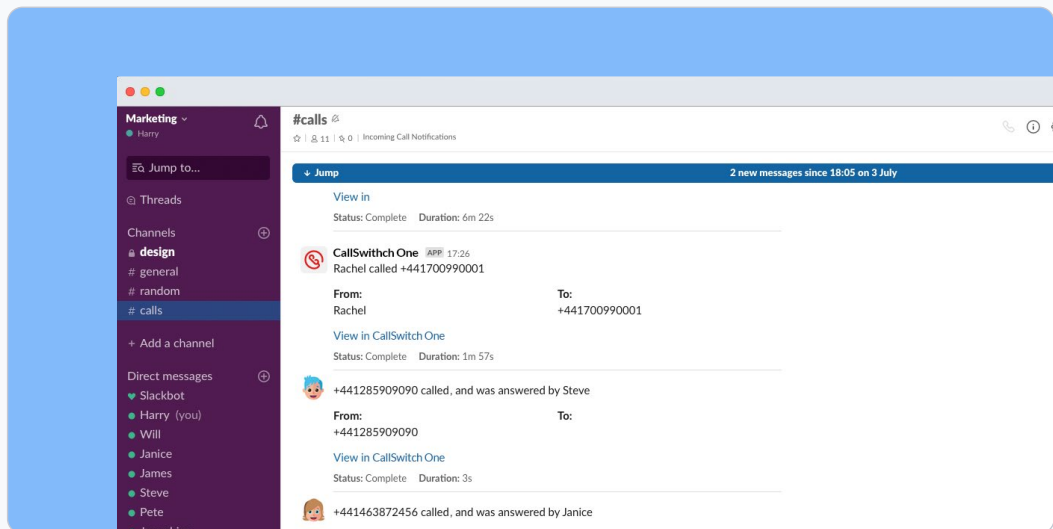 Marketing
Harry
Jump to...
Threads
Channels
design
# general
# random
# calls
+ Add a channel
Direct messages
Slackbot
Harry (you)
Will
Janice
James
Steve
Pete
#calls
11 | 0 | Incoming Call Notifications
↓ Jump 2 new messages since 18:05 on 3 July
View in
Status: Complete Duration: 6m 22s
CallSwithch One APP 17:26
Rachel called +441700990001
From: To:
Rachel +441700990001
View in CallSwitch One
Status: Complete Duration: 1m 57s
+441285909090 called, and was answered by Steve
From: To:
+441285909090
View in CallSwitch One
Status: Complete Duration: 3s
+441463872456 called, and was answered by Janice